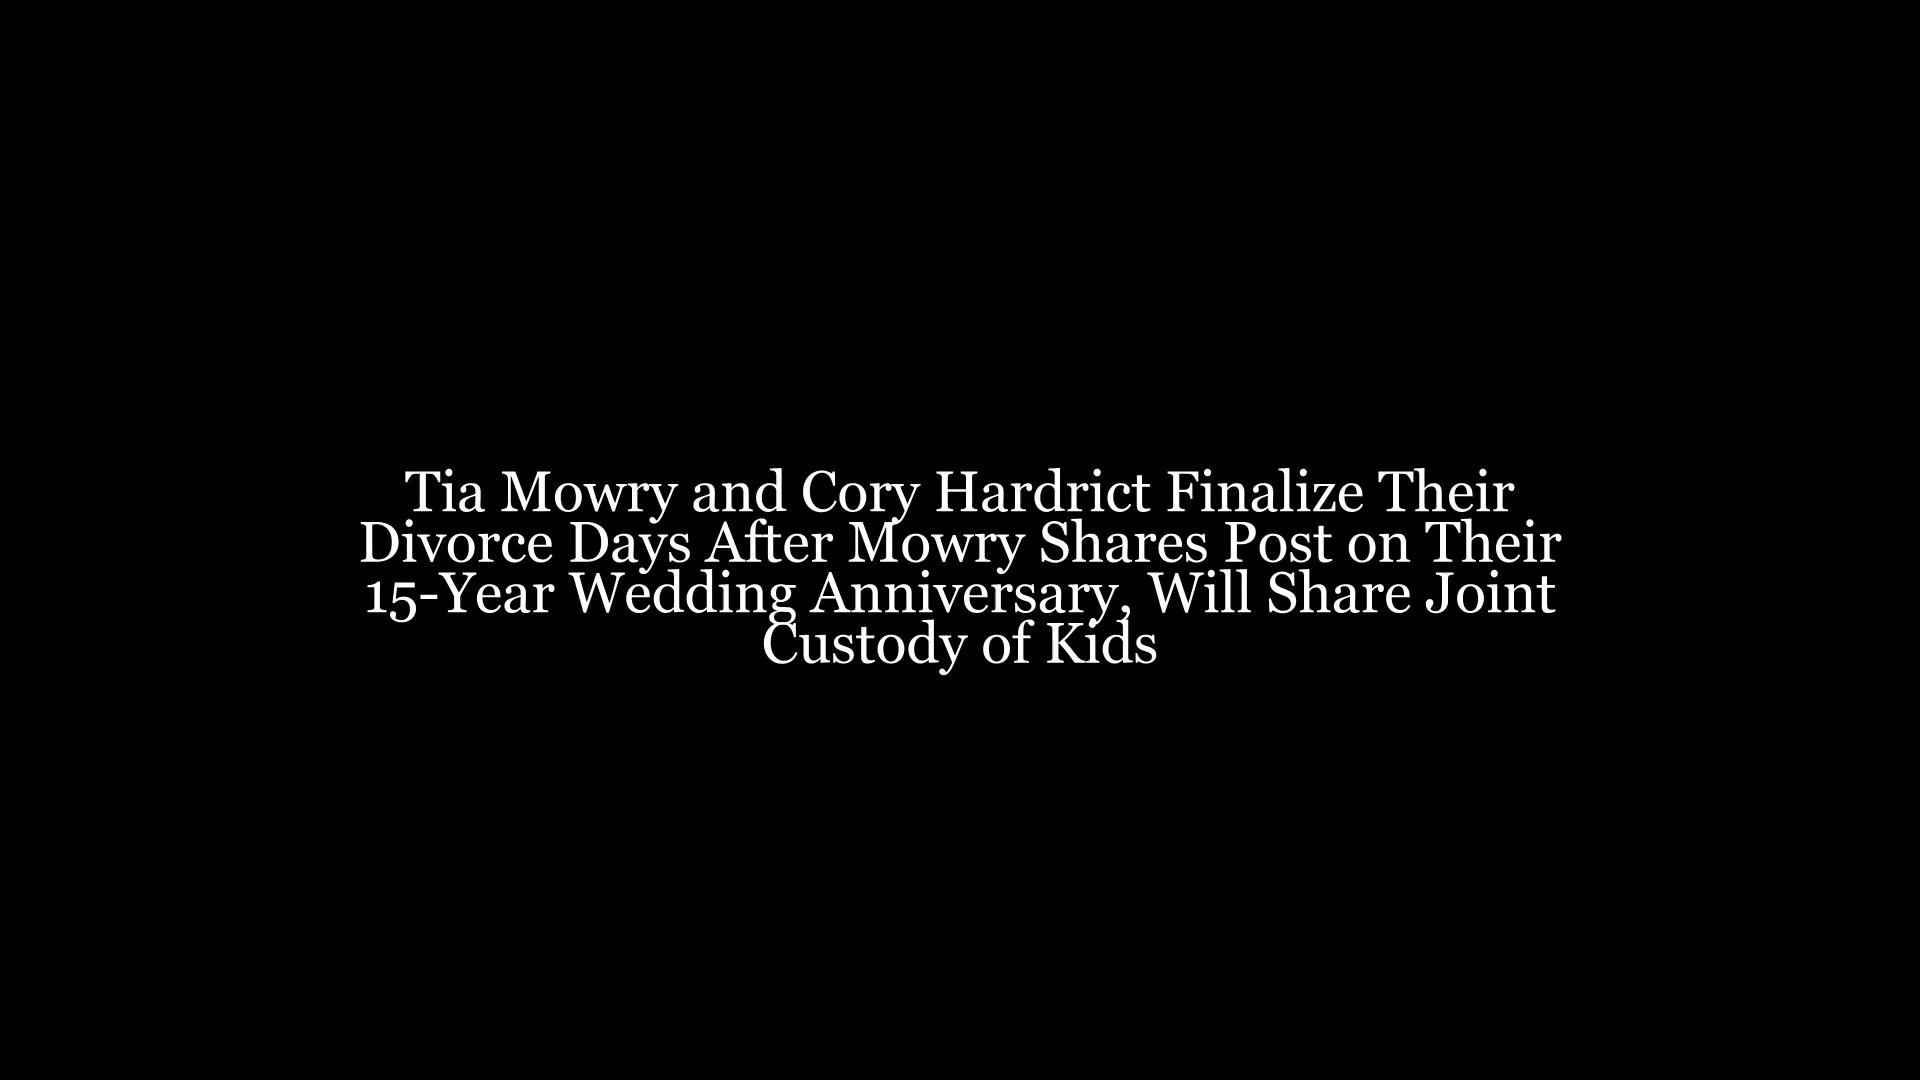 Tia Mowry and Cory Hardrict Finalize Their
Divorce Days After Mowry Shares Post on Their
15-Year Wedding Anniversary, Will Share Joint
Custody of Kids